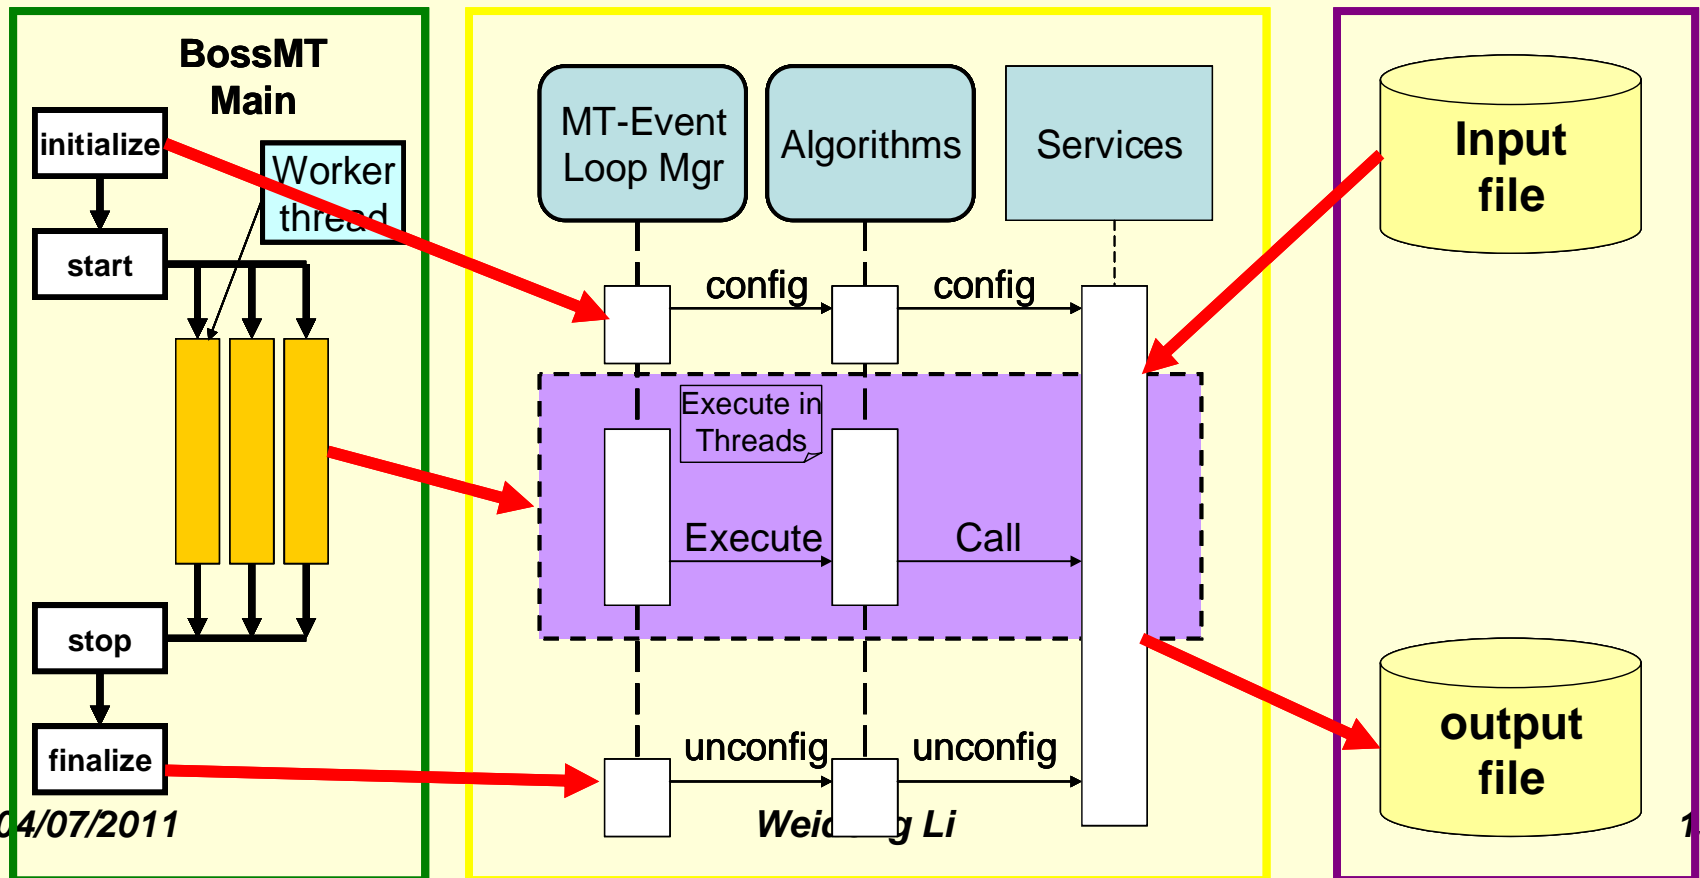 BossMT
Main
initialize
Worker
thread
start
stop
finalize
MT-Event
Loop Mgr
Algorithms
Services
config
config
Execute in
Threads
Execute
Call
unconfig
unconfig
Input
file
output
file
04/07/2011
Li